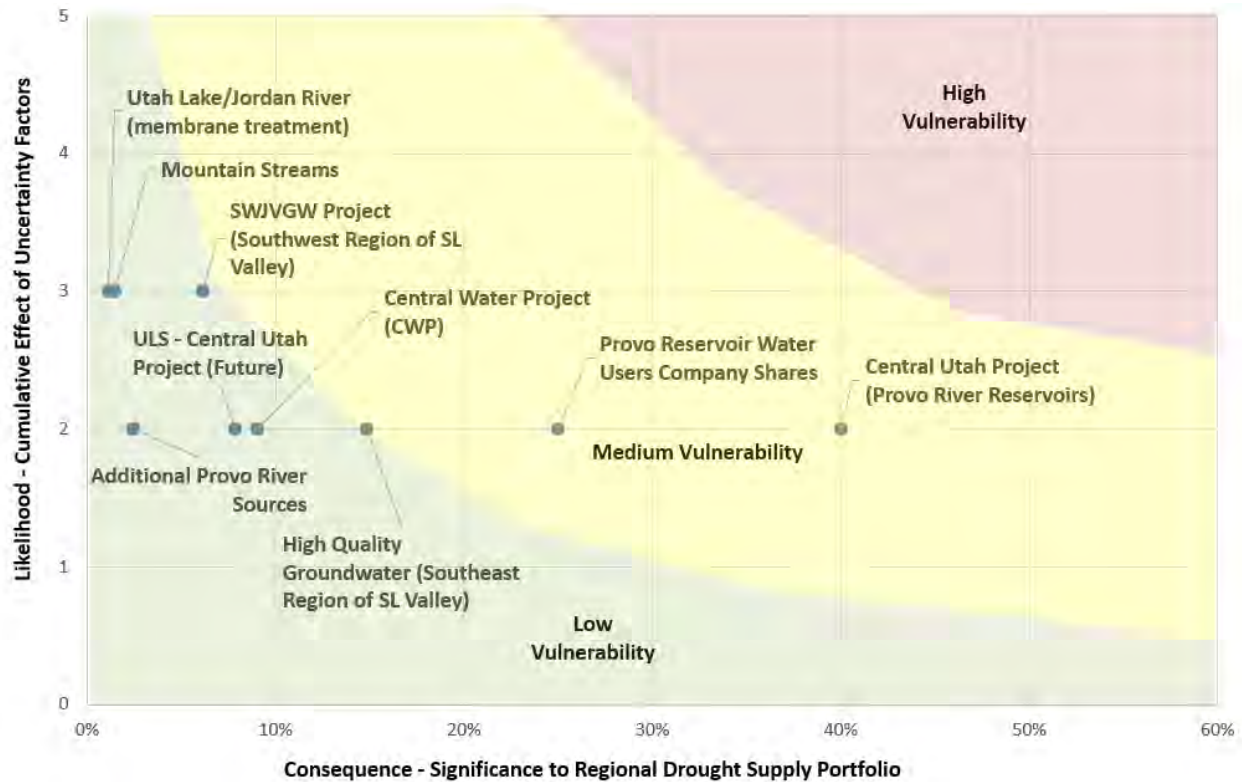 5
Utah Lake/Jordan River
(membrane treatment)
High
Vulnerability
4
Mountain Streams
SWJVGW Project
(Southwest Region of SL
Valley)
3
Central Water Project
(CWP)
ULS - Central Utah
Project (Future)
Provo Reservoir Water
Users Company Shares
Central Utah Project
(Provo River Reservoirs)
2
Medium Vulnerability
Additional Provo River
Sources
High Quality
Groundwater (Southeast
Region of SL Valley)
1
Low
Vulnerability
0
0% 10% 20% 30% 40% 50% 60%
Likelihood - Cumulative Effect of Uncertainty Factors
Consequence - Significance to Regional Drought Supply Portfolio